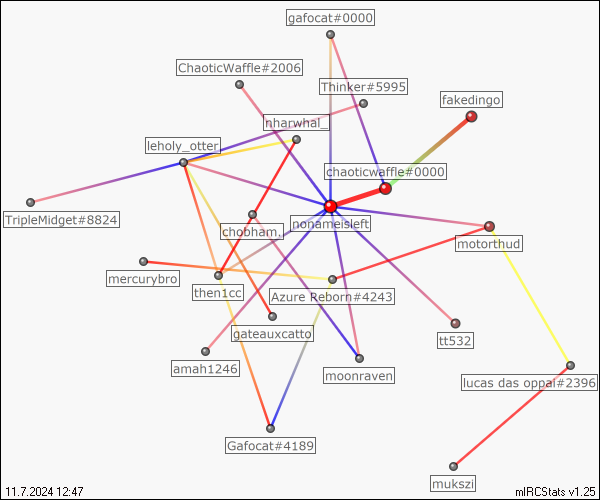 gafocat#0000
ChaoticWaffle#2006
Thinker#5995
fakedingo
nharwhal_
leholy_otter
chaoticwaffle#0000
TripleMidget#8824
nonameisleft
chobham.
motorthud
mercurybro
then1cc
Azure Reborn#4243
gateauxcatto
tt532
amah1246
moonraven
lucas das oppai#2396
Gafocat#4189
mukszi
11.7.2024 12:47
mIRCStats v1.25